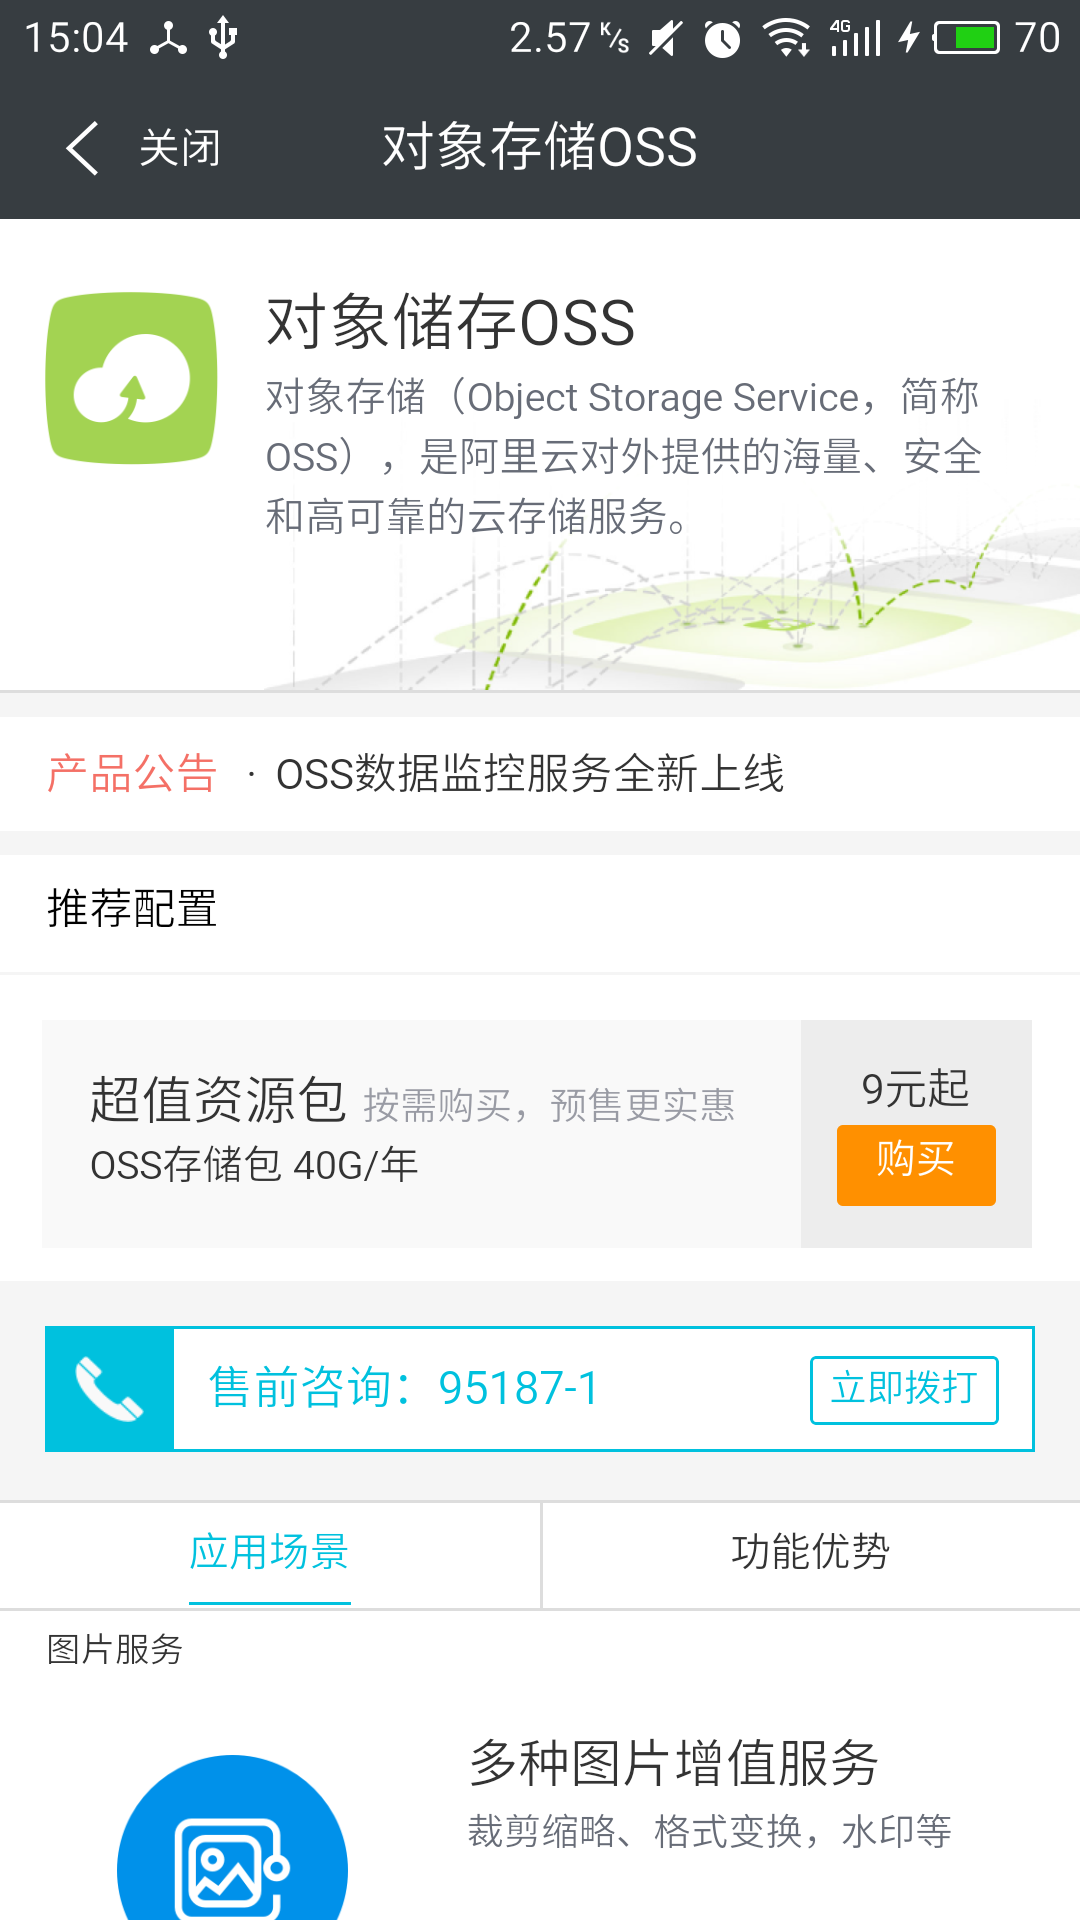 15:04 2.57 K/s 4G 70
关闭 对象存储OSS
对象储存OSS
对象存储（Object Storage Service，简称
OSS），是阿里云对外提供的海量、安全
和高可靠的云存储服务。
产品公告 · OSS数据监控服务全新上线
推荐配置
超值资源包 按需购买，预售更实惠
OSS存储包 40G/年
9元起
购买
售前咨询：95187-1 立即拨打
应用场景 功能优势
图片服务
多种图片增值服务
裁剪缩略、格式变换，水印等